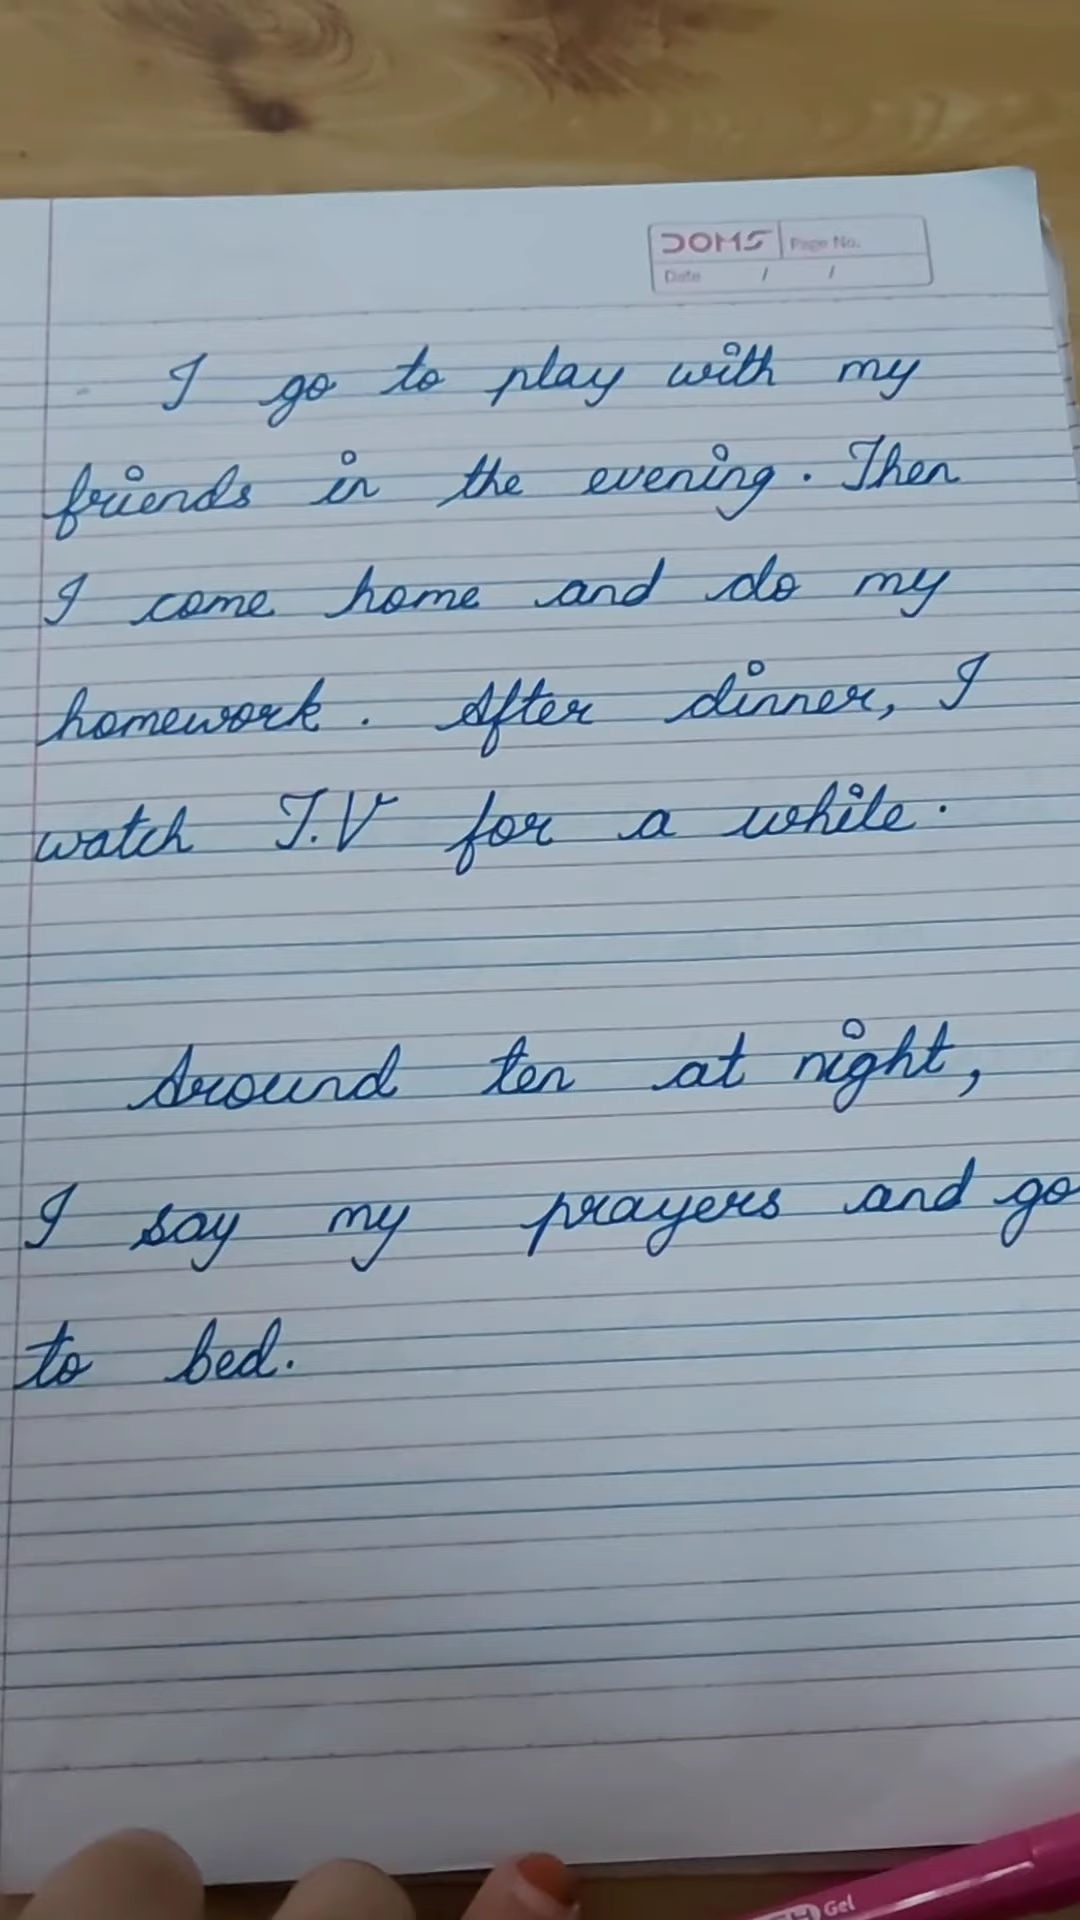 DOMS Page No.
Date / /
I go to play with my
friends in the evening. Then
I come home and do my
homework. After dinner, I
watch T.V for a while.
Around ten at night,
I say my prayers and go
to bed.
Gel